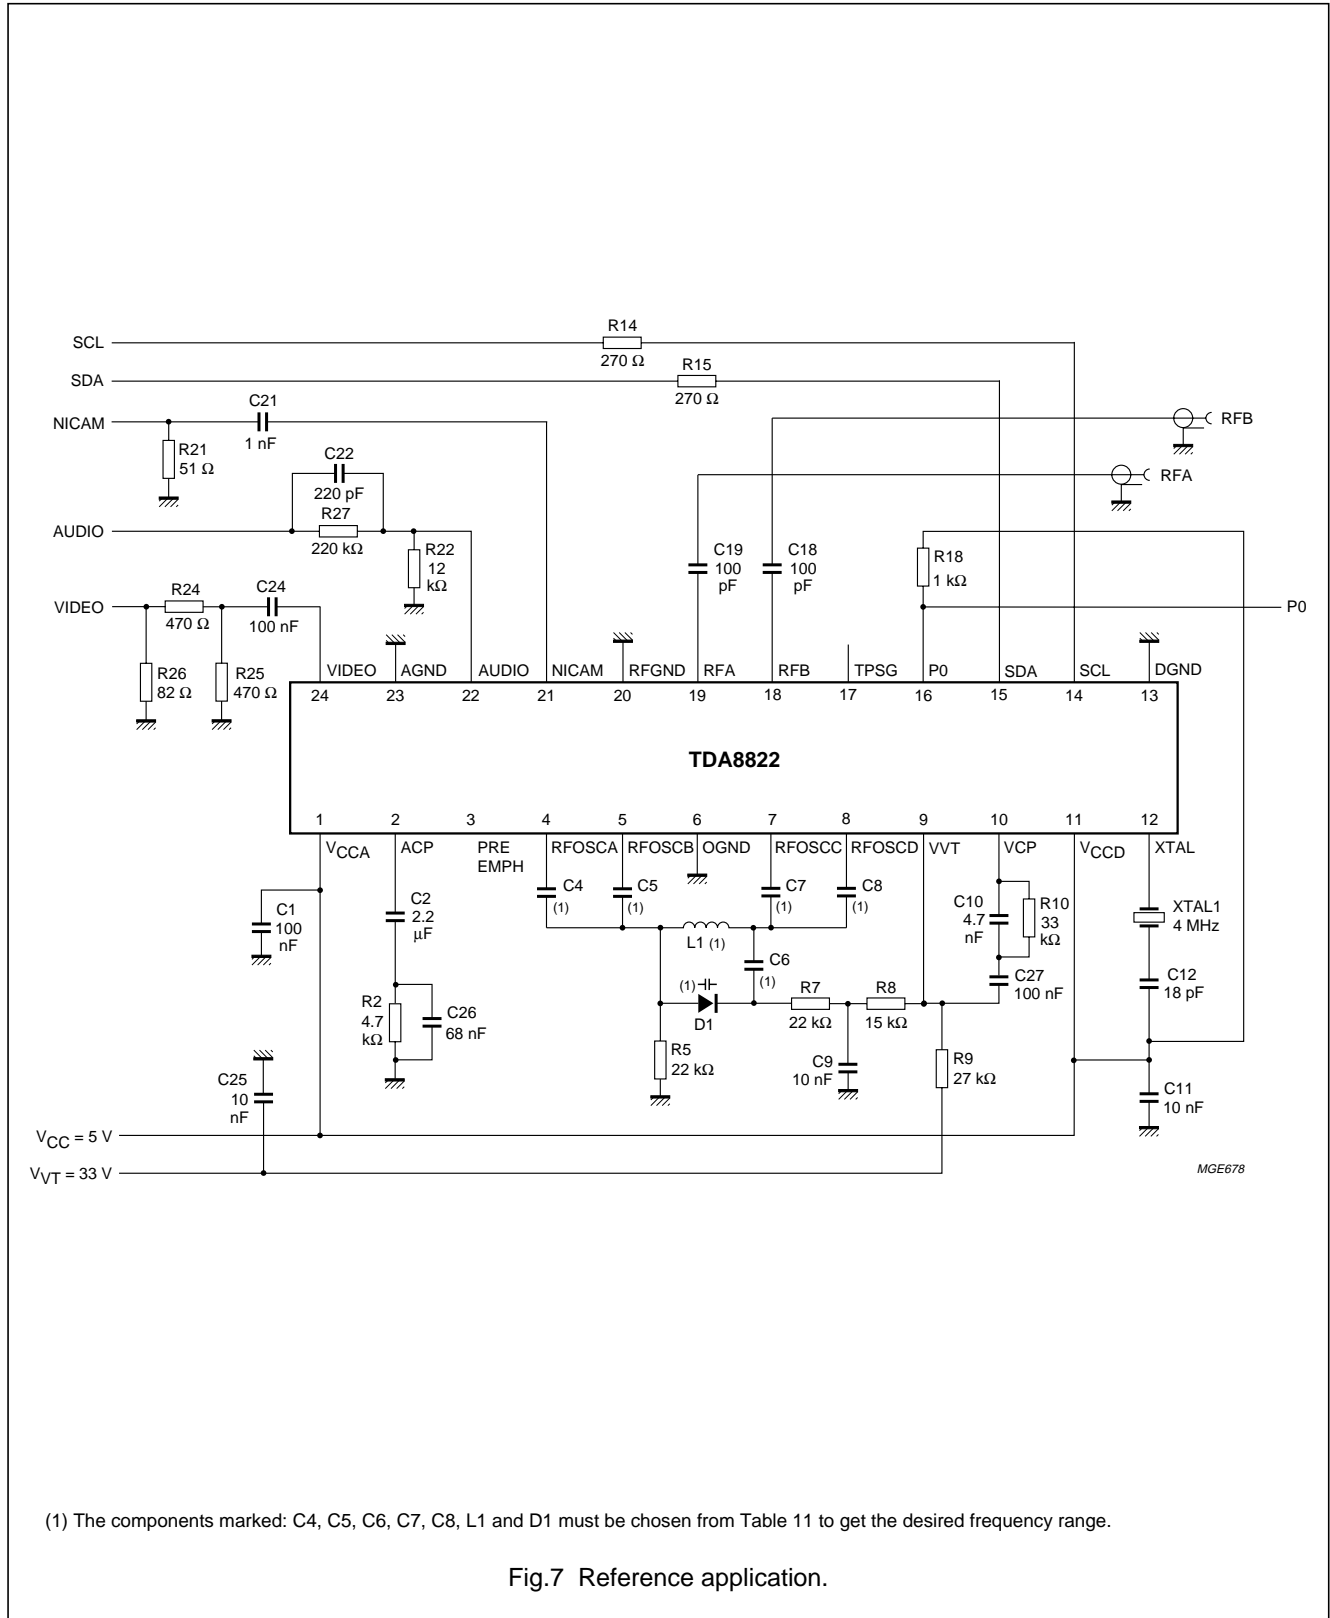 R14
SCL
270 Ω
R15
SDA
270 Ω
C21
NICAM
1 nF
R21
51 Ω
RFB
C22
220 pF
RFA
R27
AUDIO
220 kΩ
R22
12
kΩ
C19
100
pF
C18
100
pF
R18
1 kΩ
R24
C24
VIDEO
470 Ω
100 nF
P0
R26
82 Ω
R25
470 Ω
VIDEO
AGND
AUDIO
NICAM
RFGND
RFA
RFB
TPSG
P0
SDA
SCL
DGND
24 23 22 21 20 19 18 17 16 15 14 13
TDA8822
1 2 3 4 5 6 7 8 9 10 11 12
VCCA
ACP
PRE
EMPH
RFOSCA
RFOSCB
OGND
RFOSCC
RFOSCD
VVT
VCP
VCCD
XTAL
C1
100
nF
C2
2.2
μF
C4
(1)
C5
(1)
C7
(1)
C8
(1)
L1 (1)
C6
(1)
C10
4.7
nF
R10
33
kΩ
XTAL1
4 MHz
C12
18 pF
R2
4.7
kΩ
C26
68 nF
(1)
D1
R7
22 kΩ
R8
15 kΩ
C27
100 nF
R5
22 kΩ
C9
10 nF
R9
27 kΩ
C11
10 nF
C25
10
nF
VCC = 5 V
VVT = 33 V
MGE678
(1) The components marked: C4, C5, C6, C7, C8, L1 and D1 must be chosen from Table 11 to get the desired frequency range.
Fig.7 Reference application.